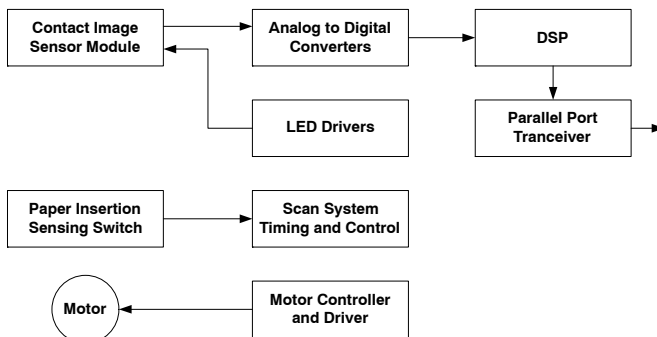 Contact Image
Sensor Module
Analog to Digital
Converters
DSP
LED Drivers
Parallel Port
Tranceiver
Paper Insertion
Sensing Switch
Scan System
Timing and Control
Motor
Motor Controller
and Driver